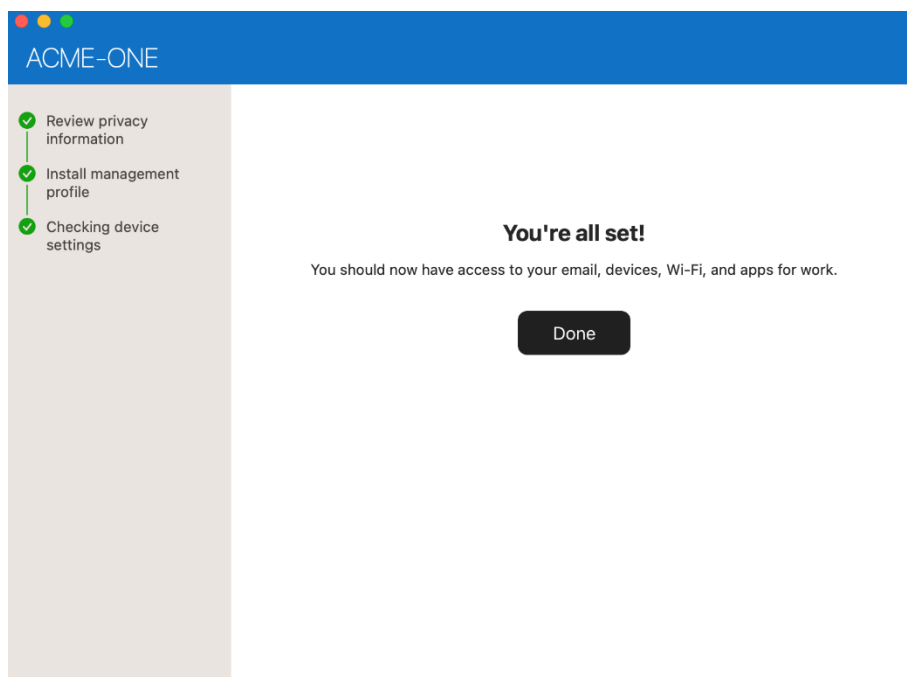 ACME-ONE
Review privacy
information
Install management
profile
Checking device
settings
You're all set!
You should now have access to your email, devices, Wi-Fi, and apps for work.
Done